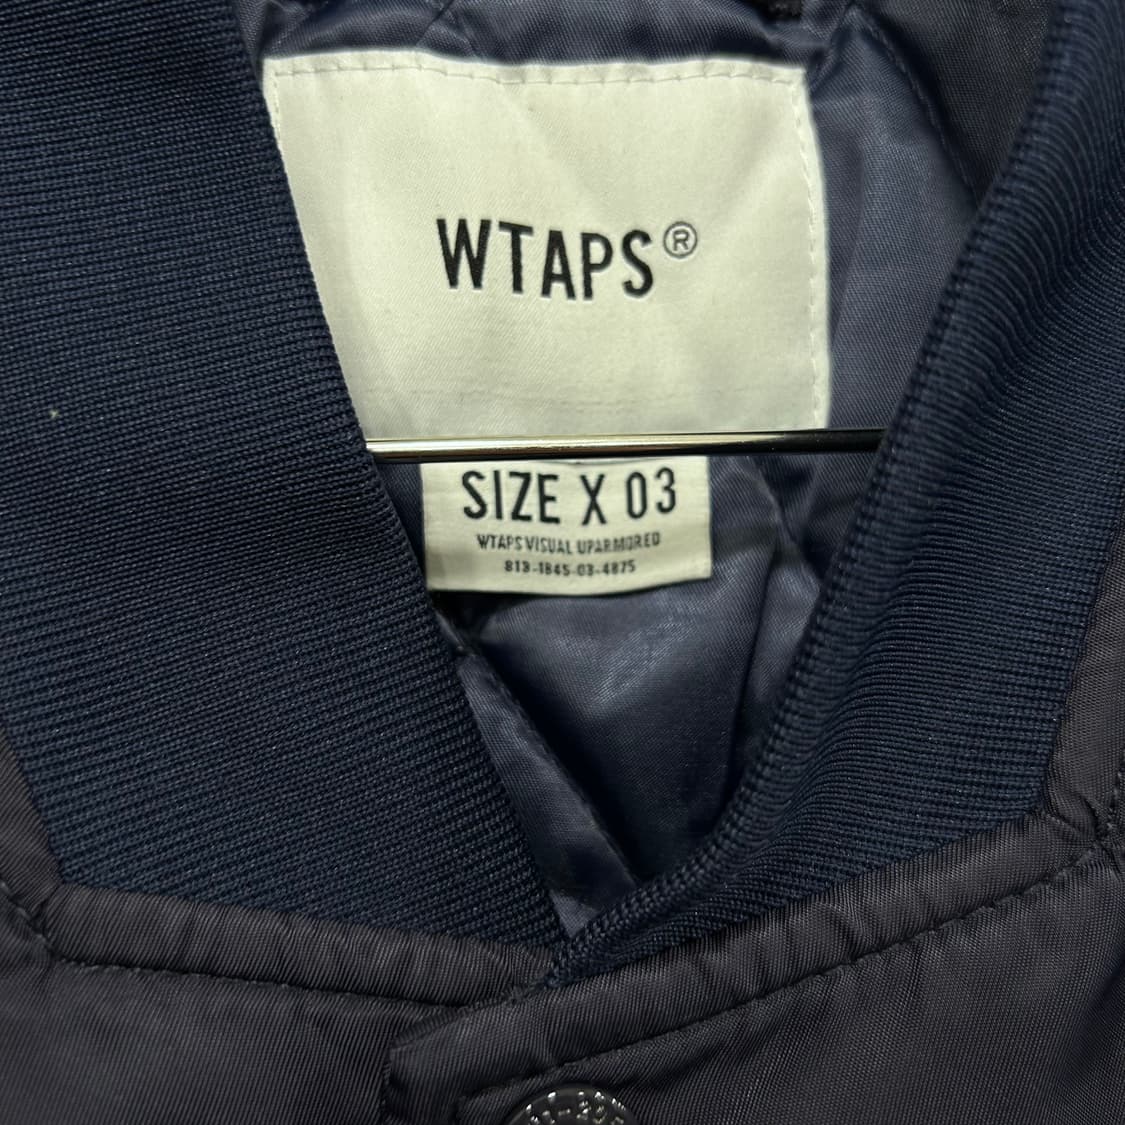 WTAPS®
SIZE X 03
WTAPS VISUAL UPARMORED
813-1845-03-4875